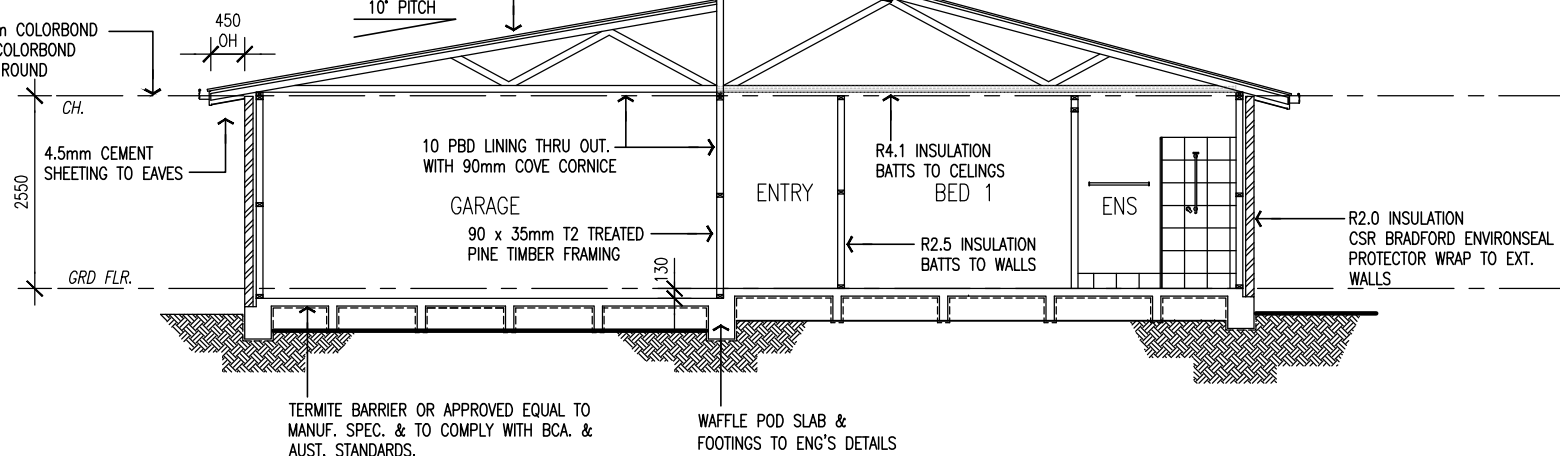 10° PITCH
COLORBOND
COLORBOND
ROUND
450
OH
CH.
4.5mm CEMENT
SHEETING TO EAVES
2550
GRD FLR.
10 PBD LINING THRU OUT.
WITH 90mm COVE CORNICE
GARAGE
90 x 35mm T2 TREATED
PINE TIMBER FRAMING
130
ENTRY
R4.1 INSULATION
BATTS TO CELINGS
BED 1
R2.5 INSULATION
BATTS TO WALLS
ENS
R2.0 INSULATION
CSR BRADFORD ENVIRONSEAL
PROTECTOR WRAP TO EXT.
WALLS
TERMITE BARRIER OR APPROVED EQUAL TO
MANUF. SPEC. & TO COMPLY WITH BCA. &
AUST. STANDARDS.
WAFFLE POD SLAB &
FOOTINGS TO ENG'S DETAILS